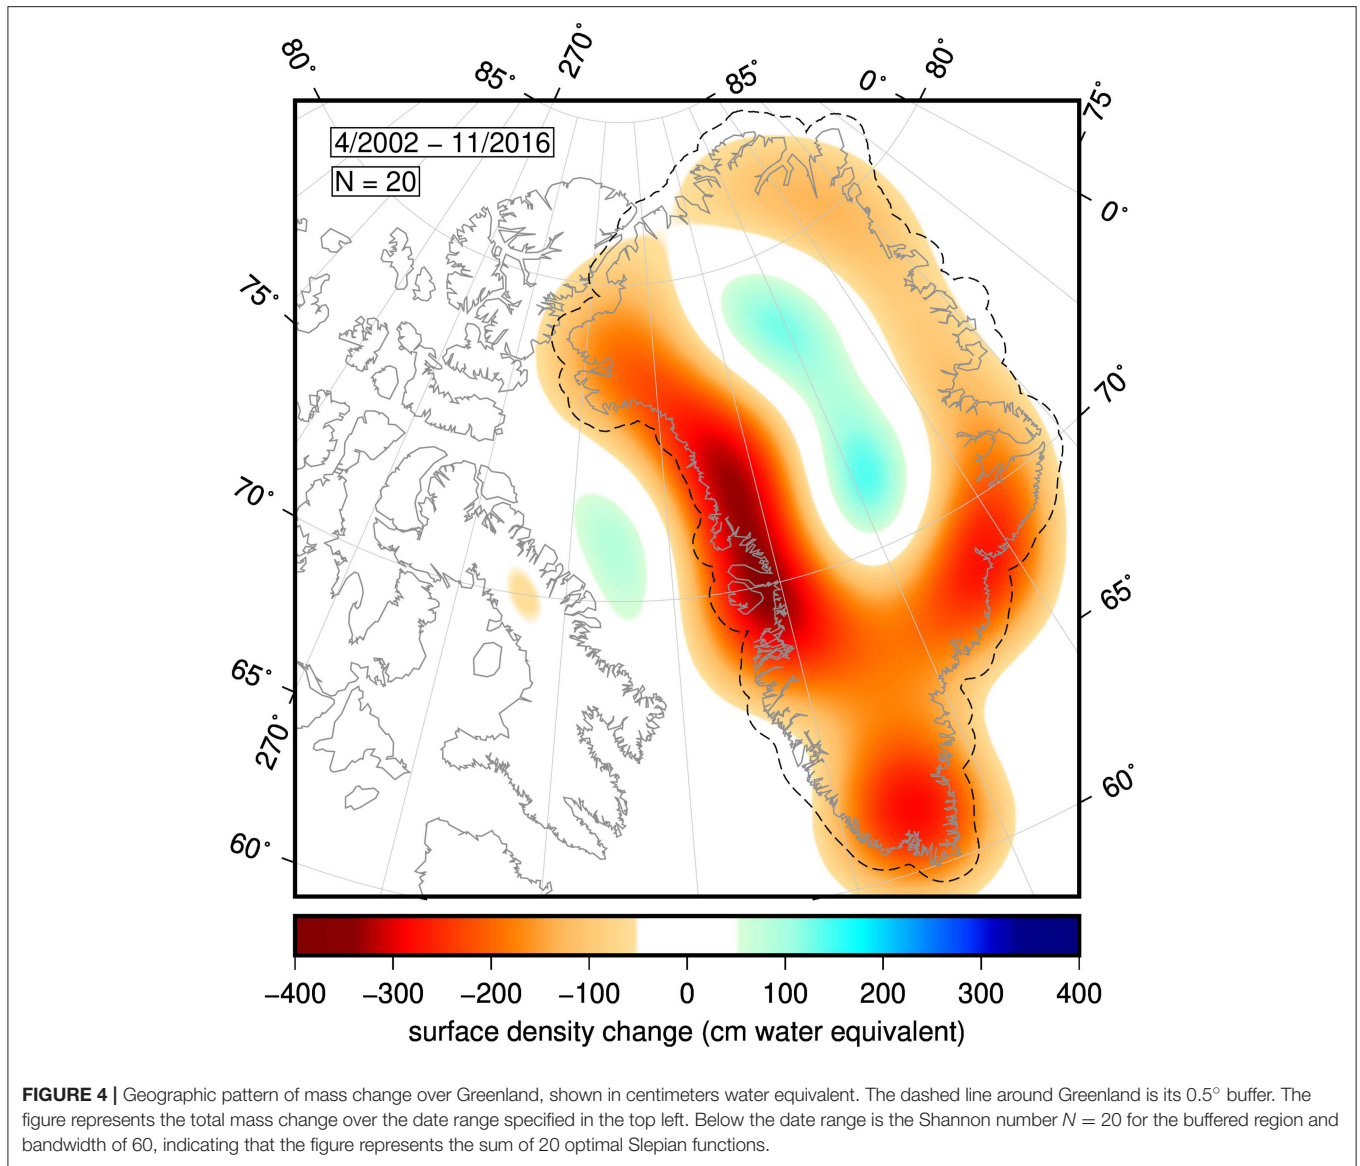 80°
85°
270°
85°
0°
80°
75°
4/2002 – 11/2016
N = 20
0°
75°
70°
70°
65°
65°
270°
60°
60°
−400 −300 −200 −100 0 100 200 300 400
surface density change (cm water equivalent)
FIGURE 4 | Geographic pattern of mass change over Greenland, shown in centimeters water equivalent. The dashed line around Greenland is its 0.5° buffer. The
figure represents the total mass change over the date range specified in the top left. Below the date range is the Shannon number N = 20 for the buffered region and
bandwidth of 60, indicating that the figure represents the sum of 20 optimal Slepian functions.